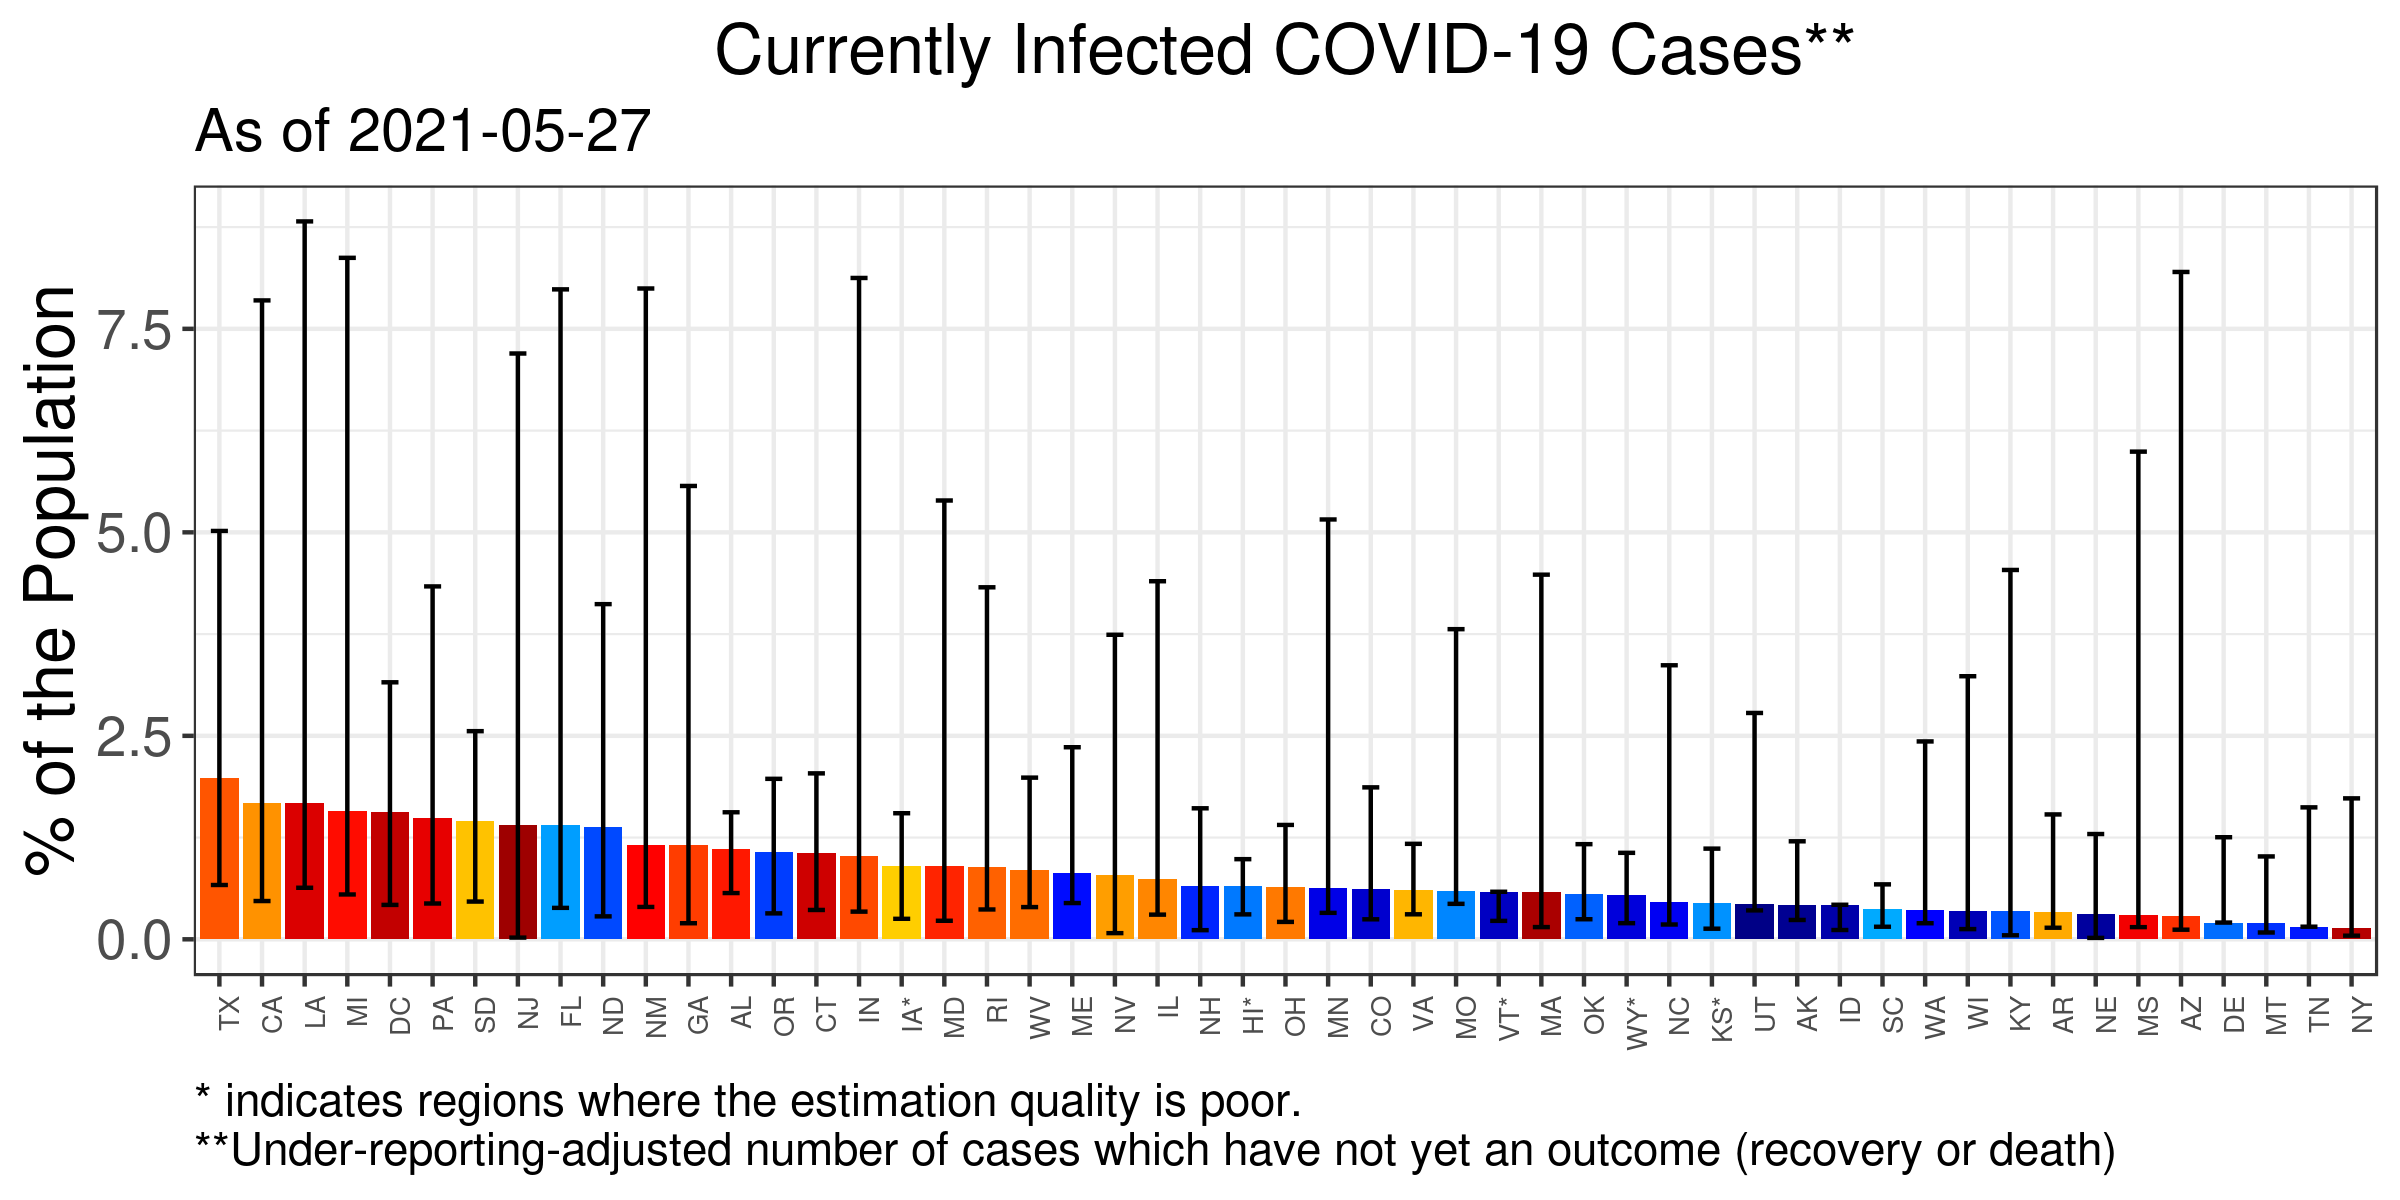 Currently Infected COVID-19 Cases**
As of 2021-05-27
% of the Population
7.5
5.0
2.5
0.0
TX CA LA MI DC PA SD NJ FL ND NM GA AL OR CT IN IA* MD RI WV ME NV IL NH HI* OH MN CO VA MO VT* MA OK WY* NC KS* UT AK ID SC WA WI KY AR NE MS AZ DE MT TN NY
* indicates regions where the estimation quality is poor.
**Under-reporting-adjusted number of cases which have not yet an outcome (recovery or death)